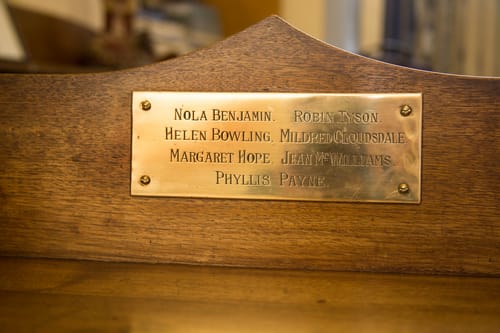 NOLA BENJAMIN. ROBIN TYSON.
HELEN BOWLING. MILDRED CLOUDSDALE.
MARGARET HOPE. JEAN McWILLIAMS.
PHYLLIS PAYNE.